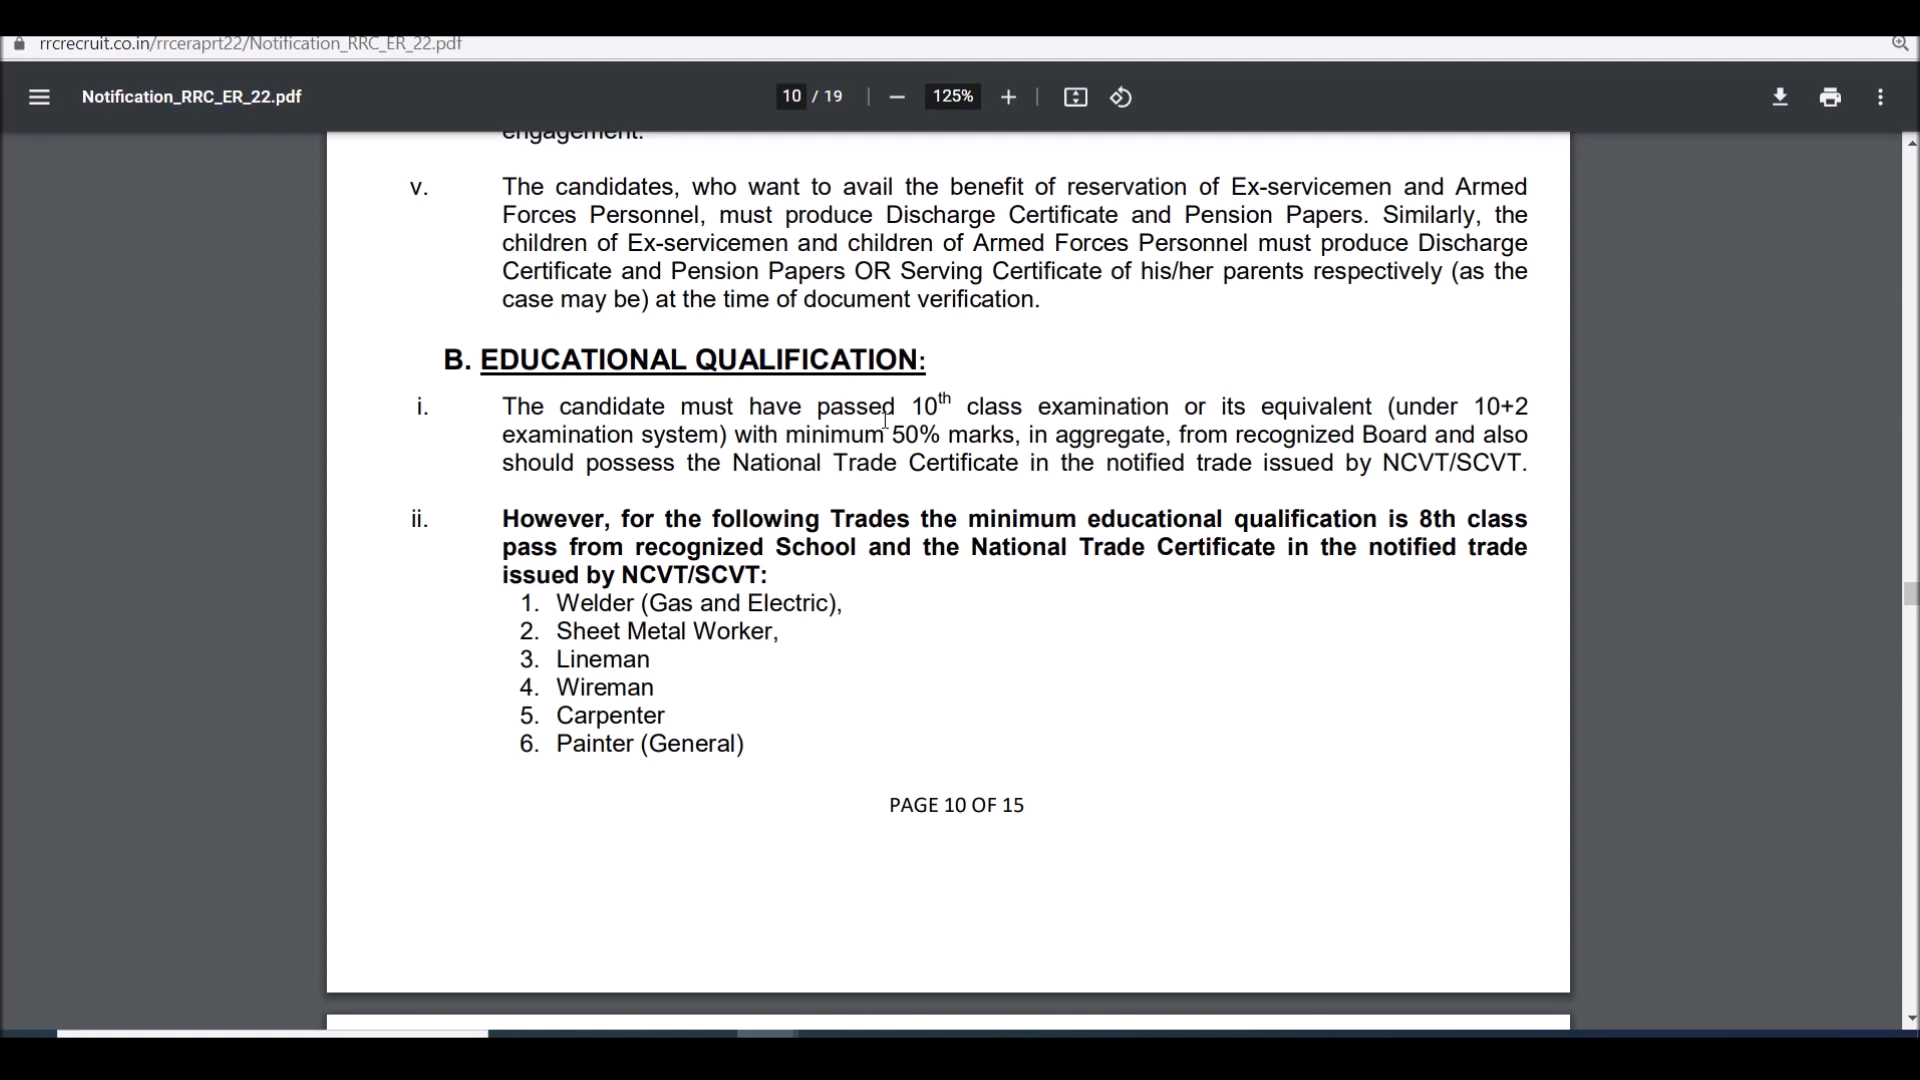 rrcrecruit.co.in/rrceraprt22/Notification_RRC_ER_22.pdf
Notification_RRC_ER_22.pdf
10 / 19
125%
engagement.
v. The candidates, who want to avail the benefit of reservation of Ex-servicemen and Armed
Forces Personnel, must produce Discharge Certificate and Pension Papers. Similarly, the
children of Ex-servicemen and children of Armed Forces Personnel must produce Discharge
Certificate and Pension Papers OR Serving Certificate of his/her parents respectively (as the
case may be) at the time of document verification.
B. EDUCATIONAL QUALIFICATION:
i. The candidate must have passed 10th class examination or its equivalent (under 10+2
examination system) with minimum 50% marks, in aggregate, from recognized Board and also
should possess the National Trade Certificate in the notified trade issued by NCVT/SCVT.
ii. However, for the following Trades the minimum educational qualification is 8th class
pass from recognized School and the National Trade Certificate in the notified trade
issued by NCVT/SCVT:
1. Welder (Gas and Electric),
2. Sheet Metal Worker,
3. Lineman
4. Wireman
5. Carpenter
6. Painter (General)
PAGE 10 OF 15